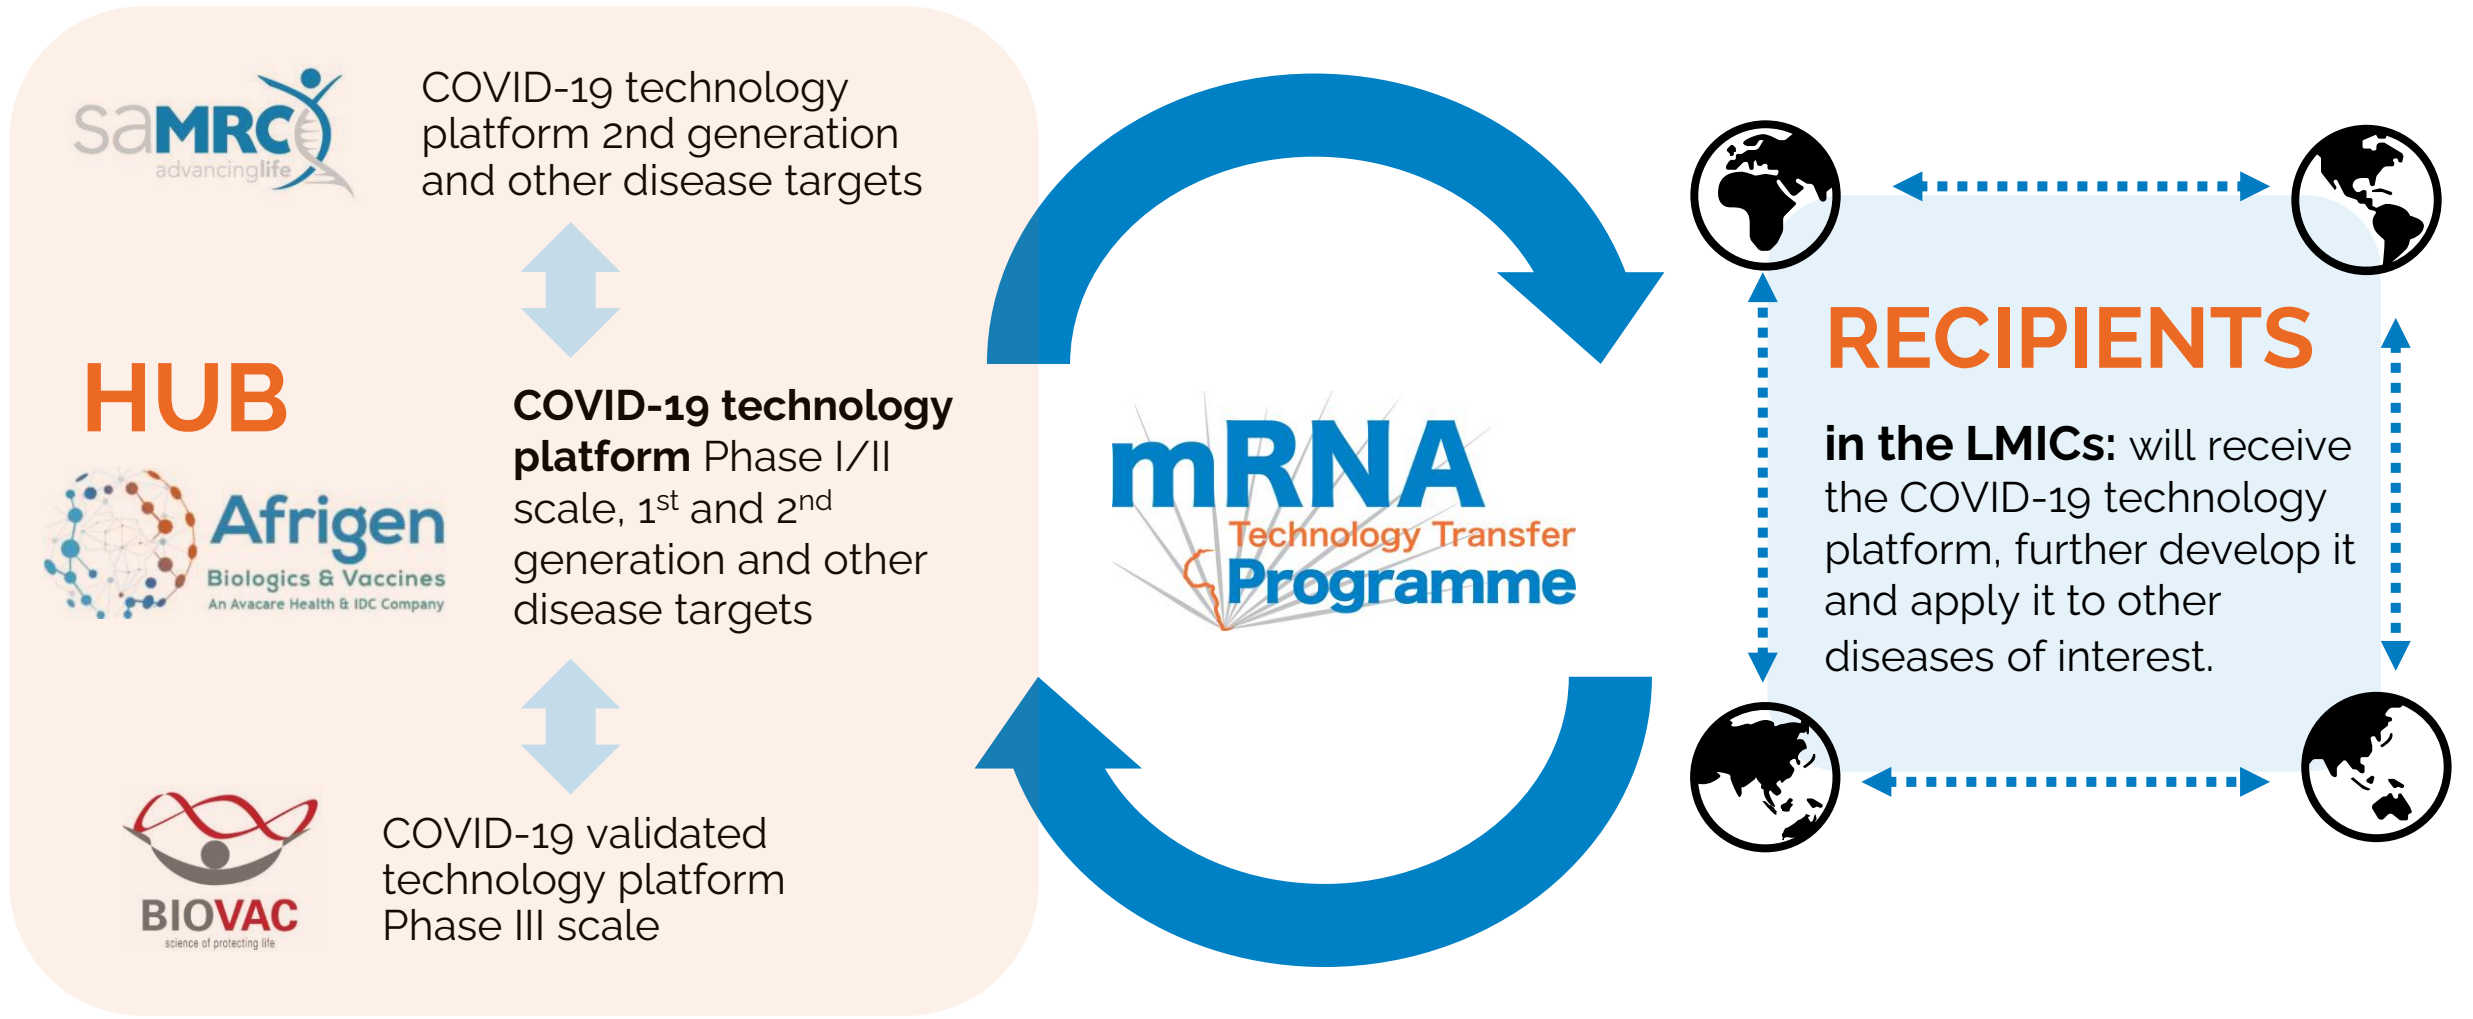 saMRC
advancinglife
COVID-19 technology
platform 2nd generation
and other disease targets
HUB
Afrigen
Biologics & Vaccines
An Avacare Health & IDC Company
COVID-19 technology
platform Phase I/II
scale, 1st and 2nd
generation and other
disease targets
BIOVAC
science of protecting life
COVID-19 validated
technology platform
Phase III scale
mRNA
Technology Transfer
Programme
RECIPIENTS
in the LMICs: will receive
the COVID-19 technology
platform, further develop it
and apply it to other
diseases of interest.